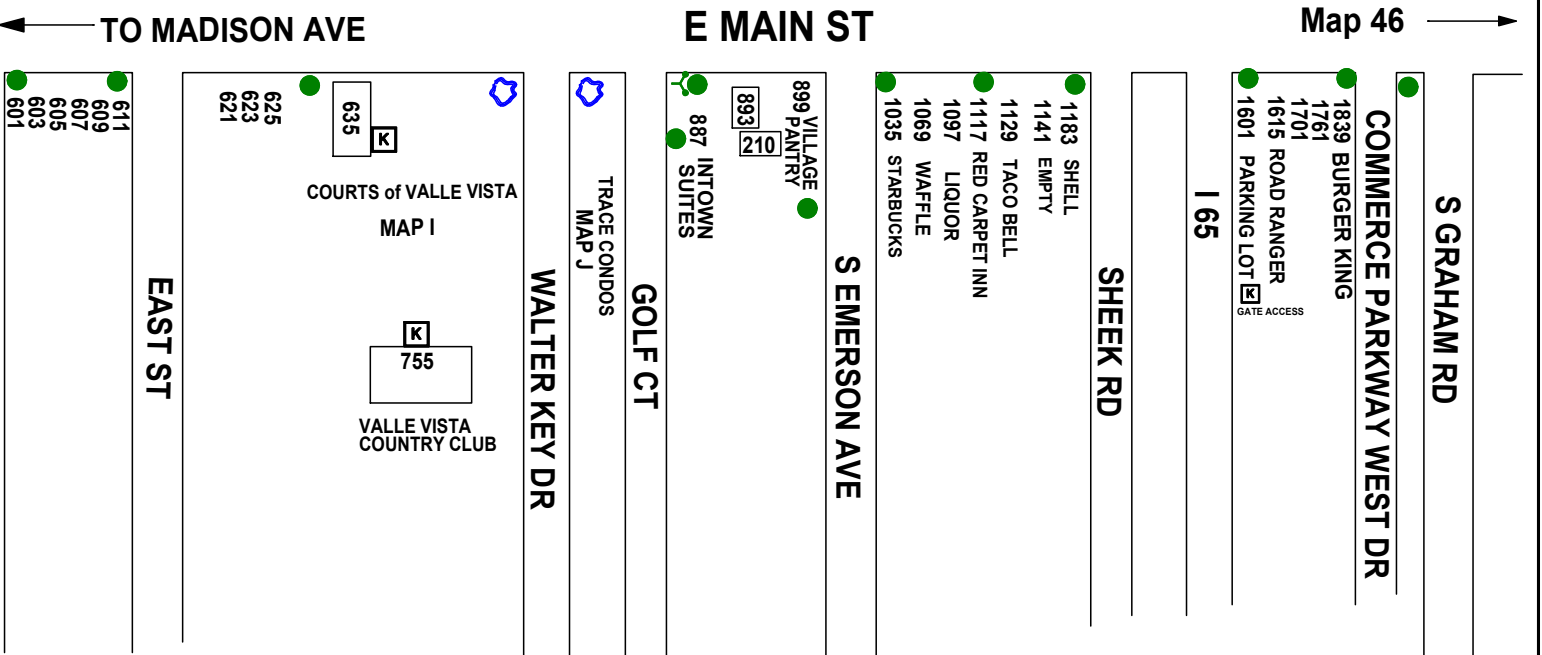 TO MADISON AVE
E MAIN ST
Map 46
601
603
605
607
609
611
EAST ST
621
623
625
635
K
COURTS of VALLE VISTA
MAP I
K
755
VALLE VISTA
COUNTRY CLUB
WALTER KEY DR
TRACE CONDOS
MAP J
GOLF CT
887 INTOWN
SUITES
893
210
899 VILLAGE
PANTRY
S EMERSON AVE
1035 STARBUCKS
1069 WAFFLE
1097 LIQUOR
1117 RED CARPET INN
1129 TACO BELL
1141 EMPTY
1183 SHELL
SHEEK RD
I 65
1601 PARKING LOT K
GATE ACCESS
1615 ROAD RANGER
1701
1761
1839 BURGER KING
COMMERCE PARKWAY WEST DR
S GRAHAM RD